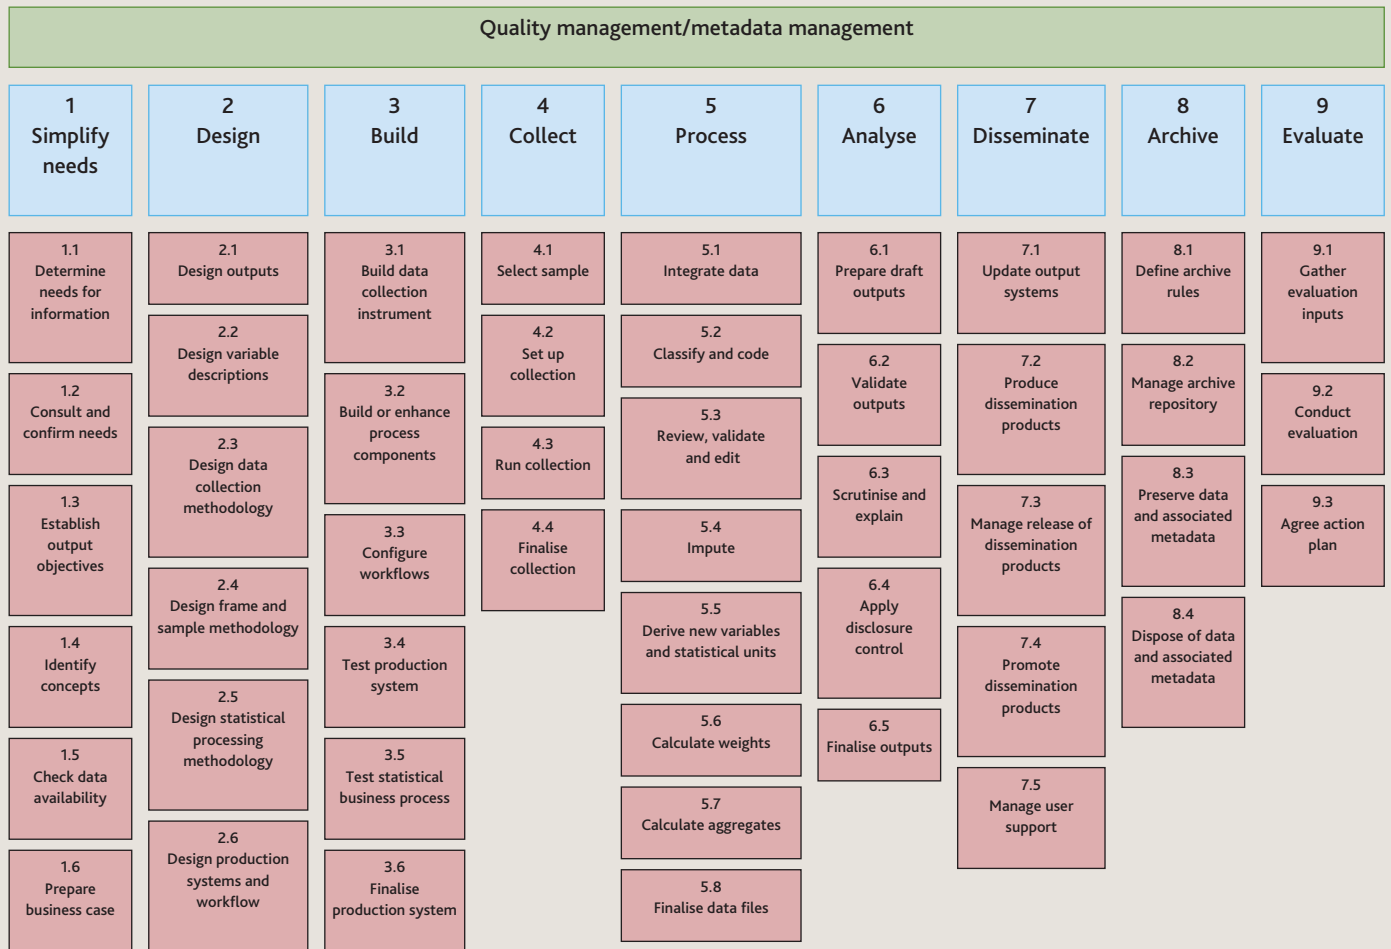 Quality management/metadata management
1
Simplify
needs
2
Design
3
Build
4
Collect
5
Process
6
Analyse
7
Disseminate
8
Archive
9
Evaluate
1.1
Determine
needs for
information
1.2
Consult and
confirm needs
1.3
Establish
output
objectives
1.4
Identify
concepts
1.5
Check data
availability
1.6
Prepare
business case
2.1
Design outputs
2.2
Design variable
descriptions
2.3
Design data
collection
methodology
2.4
Design frame and
sample methodology
2.5
Design statistical
processing
methodology
2.6
Design production
systems and
workflow
3.1
Build data
collection
instrument
3.2
Build or enhance
process
components
3.3
Configure
workflows
3.4
Test production
system
3.5
Test statistical
business process
3.6
Finalise
production system
4.1
Select sample
4.2
Set up
collection
4.3
Run collection
4.4
Finalise
collection
5.1
Integrate data
5.2
Classify and code
5.3
Review, validate
and edit
5.4
Impute
5.5
Derive new variables
and statistical units
5.6
Calculate weights
5.7
Calculate aggregates
5.8
Finalise data files
6.1
Prepare draft
outputs
6.2
Validate
outputs
6.3
Scrutinise and
explain
6.4
Apply
disclosure
control
6.5
Finalise outputs
7.1
Update output
systems
7.2
Produce
dissemination
products
7.3
Manage release of
dissemination
products
7.4
Promote
dissemination
products
7.5
Manage user
support
8.1
Define archive
rules
8.2
Manage archive
repository
8.3
Preserve data
and associated
metadata
8.4
Dispose of data
and associated
metadata
9.1
Gather
evaluation
inputs
9.2
Conduct
evaluation
9.3
Agree action
plan